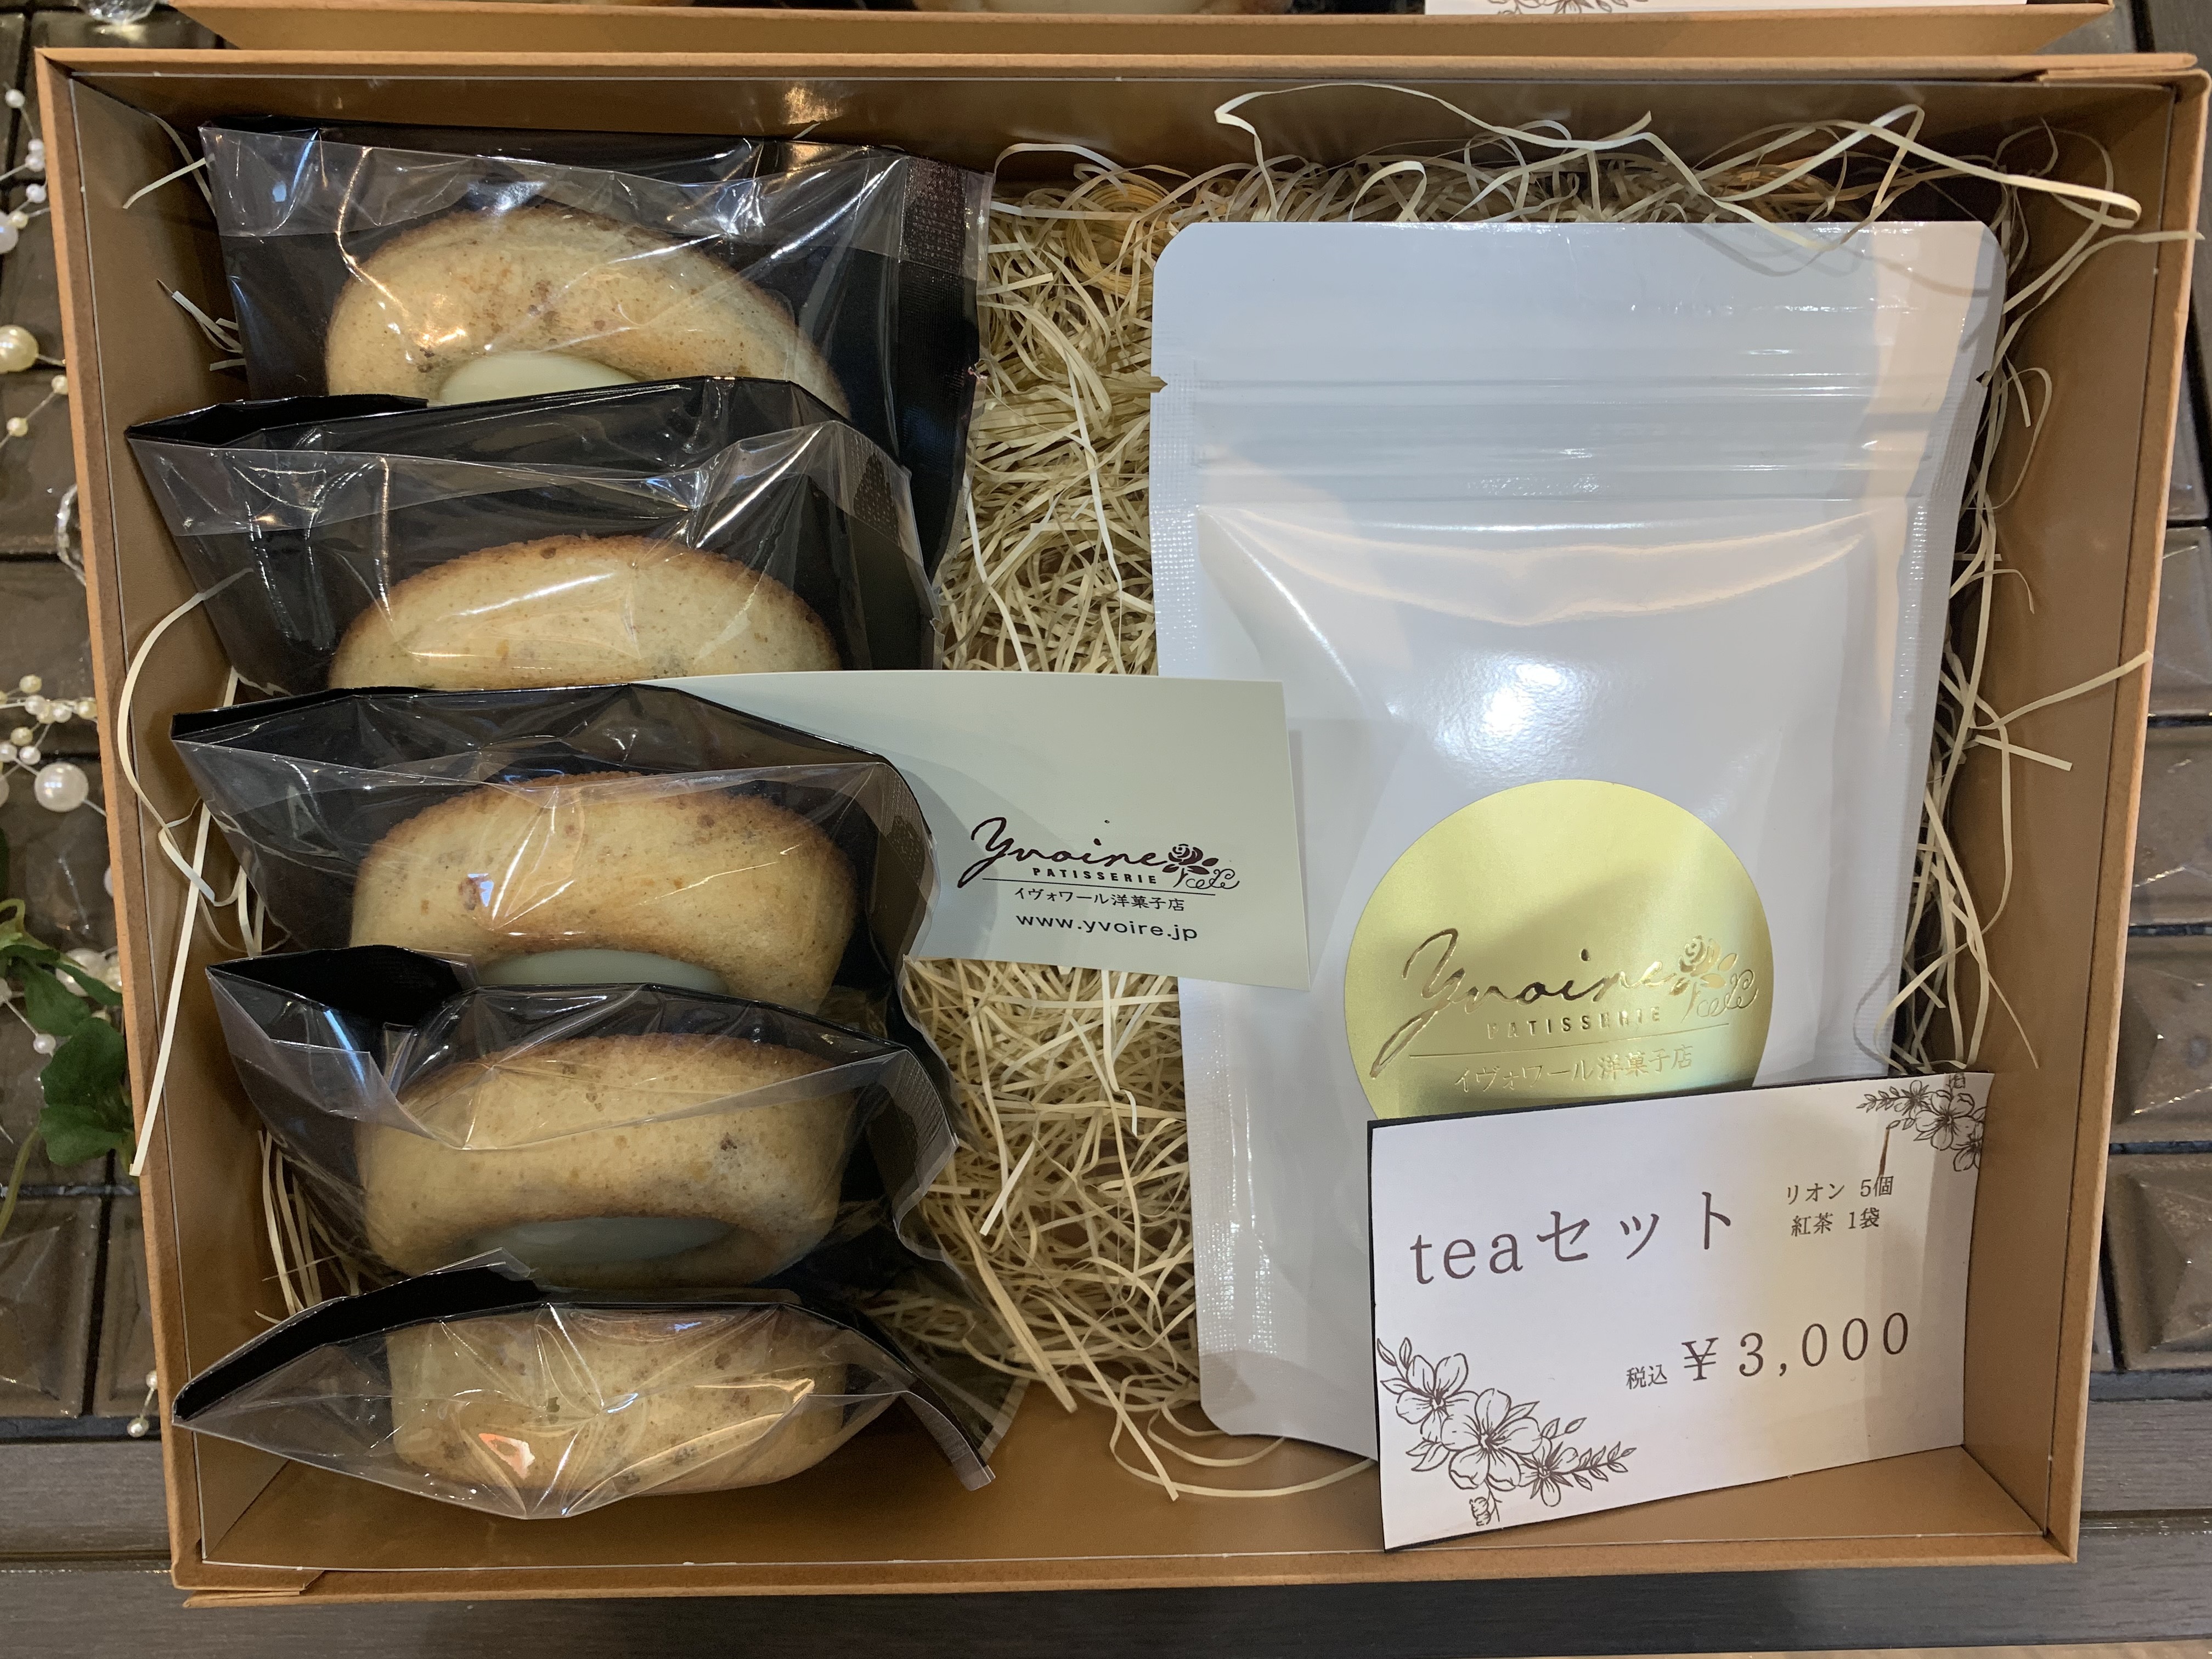 Yvoire
PATISSERIE
イヴォワール洋菓子店
www.yvoire.jp
Yvoire
PATISSERIE
イヴォワール洋菓子店
teaセット
リオン 5個
紅茶 1袋
税込 ¥3,000